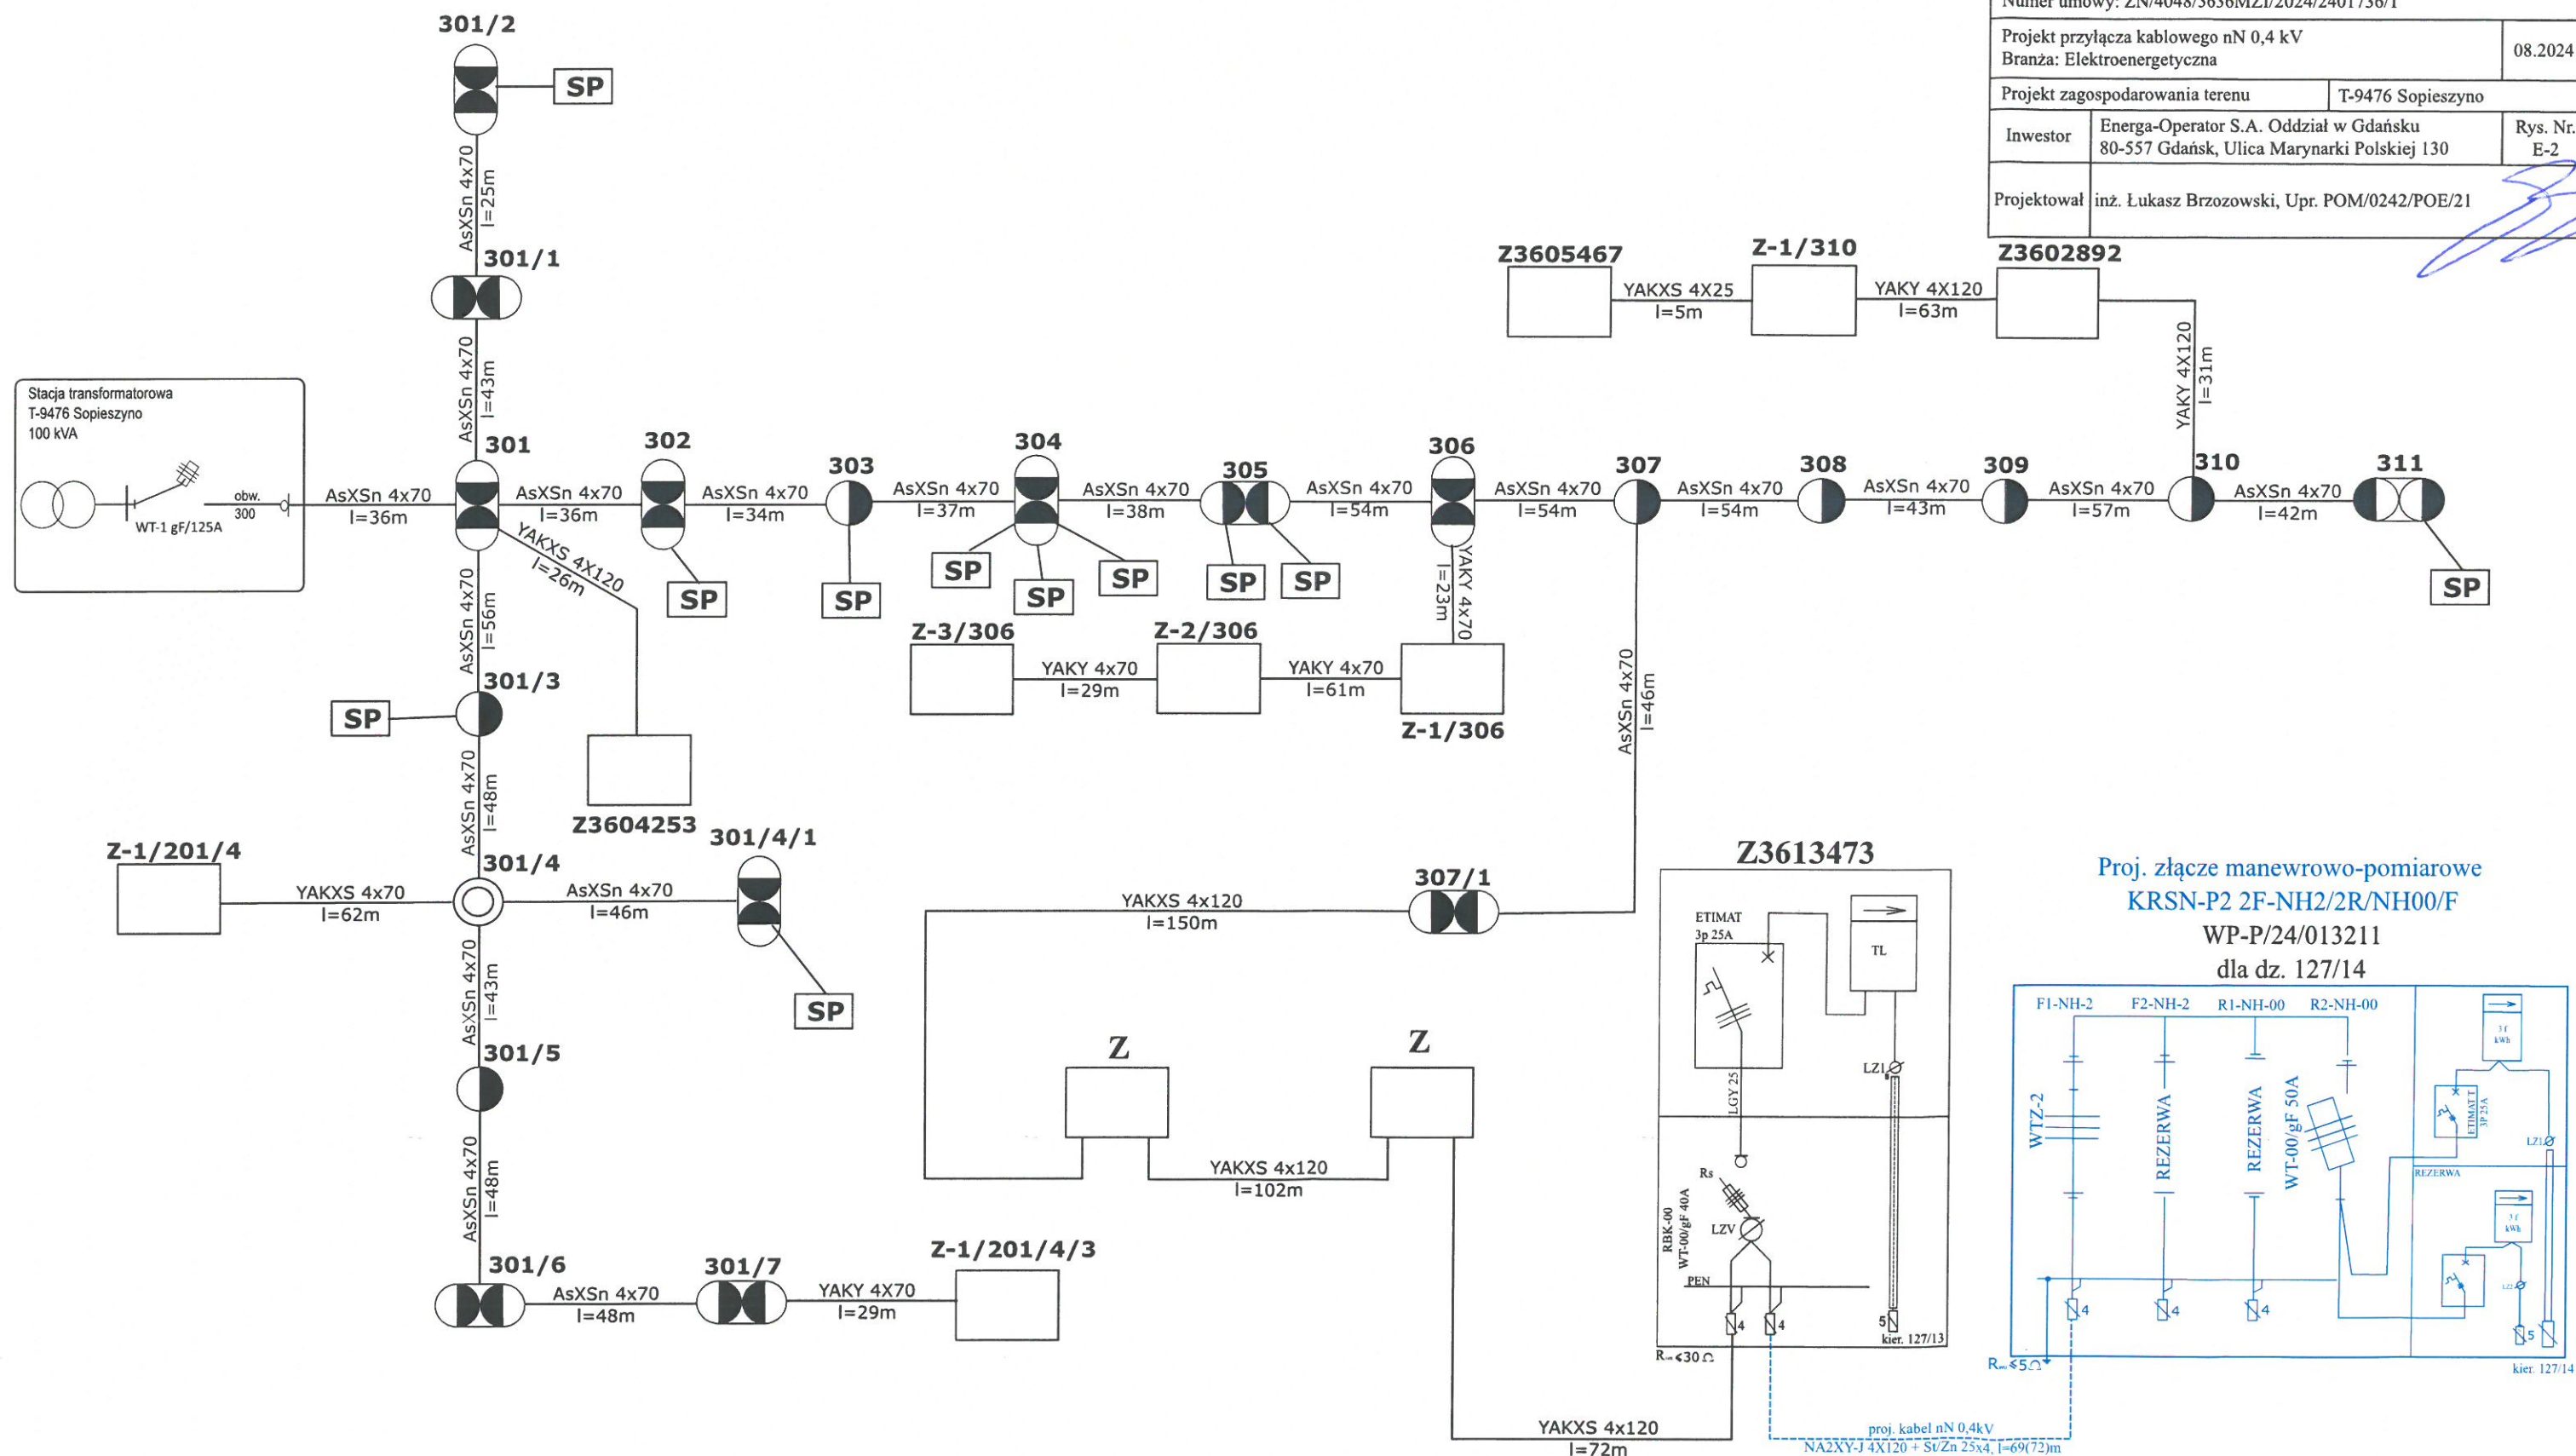 Numer umowy: ZN/4048/3636MZI/2024/2401736/1
Projekt przyłącza kablowego nN 0,4 kV
Branża: Elektroenergetyczna
08.2024
Projekt zagospodarowania terenu
T-9476 Sopieszyno
Inwestor
Energa-Operator S.A. Oddział w Gdańsku
80-557 Gdańsk, Ulica Marynarki Polskiej 130
Rys. Nr.
E-2
Projektował
inż. Łukasz Brzozowski, Upr. POM/0242/POE/21
301/2
SP
AsXSn 4x70
l=25m
301/1
AsXSn 4x70
l=43m
Z3605467
YAKXS 4X25
l=5m
Z-1/310
YAKY 4X120
l=63m
Z3602892
YAKY 4X120
l=31m
Stacja transformatorowa
T-9476 Sopieszyno
100 kVA
WT-1 gF/125A
obw.
300
AsXSn 4x70
l=36m
301
AsXSn 4x70
l=36m
302
SP
AsXSn 4x70
l=34m
303
SP
AsXSn 4x70
l=37m
304
SP
SP
SP
AsXSn 4x70
l=38m
305
SP
SP
AsXSn 4x70
l=54m
306
AsXSn 4x70
l=54m
307
AsXSn 4x70
l=54m
308
AsXSn 4x70
l=43m
309
AsXSn 4x70
l=57m
310
AsXSn 4x70
l=42m
311
SP
YAKXS 4X120
l=26m
Z3604253
YAKY 4x70
l=23m
Z-3/306
YAKY 4x70
l=29m
Z-2/306
YAKY 4x70
l=61m
Z-1/306
AsXSn 4x70
l=56m
301/3
SP
AsXSn 4x70
l=48m
Z-1/201/4
YAKXS 4x70
l=62m
301/4
AsXSn 4x70
l=46m
301/4/1
SP
AsXSn 4x70
l=43m
301/5
AsXSn 4x70
l=48m
301/6
AsXSn 4x70
l=48m
301/7
YAKY 4X70
l=29m
Z-1/201/4/3
AsXSn 4x70
l=46m
307/1
YAKXS 4x120
l=150m
Z
YAKXS 4x120
l=102m
Z
YAKXS 4x120
l=72m
Z3613473
ETIMAT
3p 25A
TL
LGY 25
LZ1
Rs
RBK-00
WT-00/gF 40A
LZV
PEN
4
4
5
kier. 127/13
≤30 Ω
Proj. złącze manewrowo-pomiarowe
KRSN-P2 2F-NH2/2R/NH00/F
WP-P/24/013211
dla dz. 127/14
F1-NH-2
F2-NH-2
R1-NH-00
R2-NH-00
WTZ-2
REZERWA
REZERWA
WT-00/gF 50A
3 f
kWh
ETIMAT T
3P 25A
LZ1
REZERWA
3 f
kWh
LZ2
4
4
4
5
≤5Ω
kier. 127/14
proj. kabel nN 0,4kV
NA2XY-J 4X120 + St/Zn 25x4, l=69(72)m